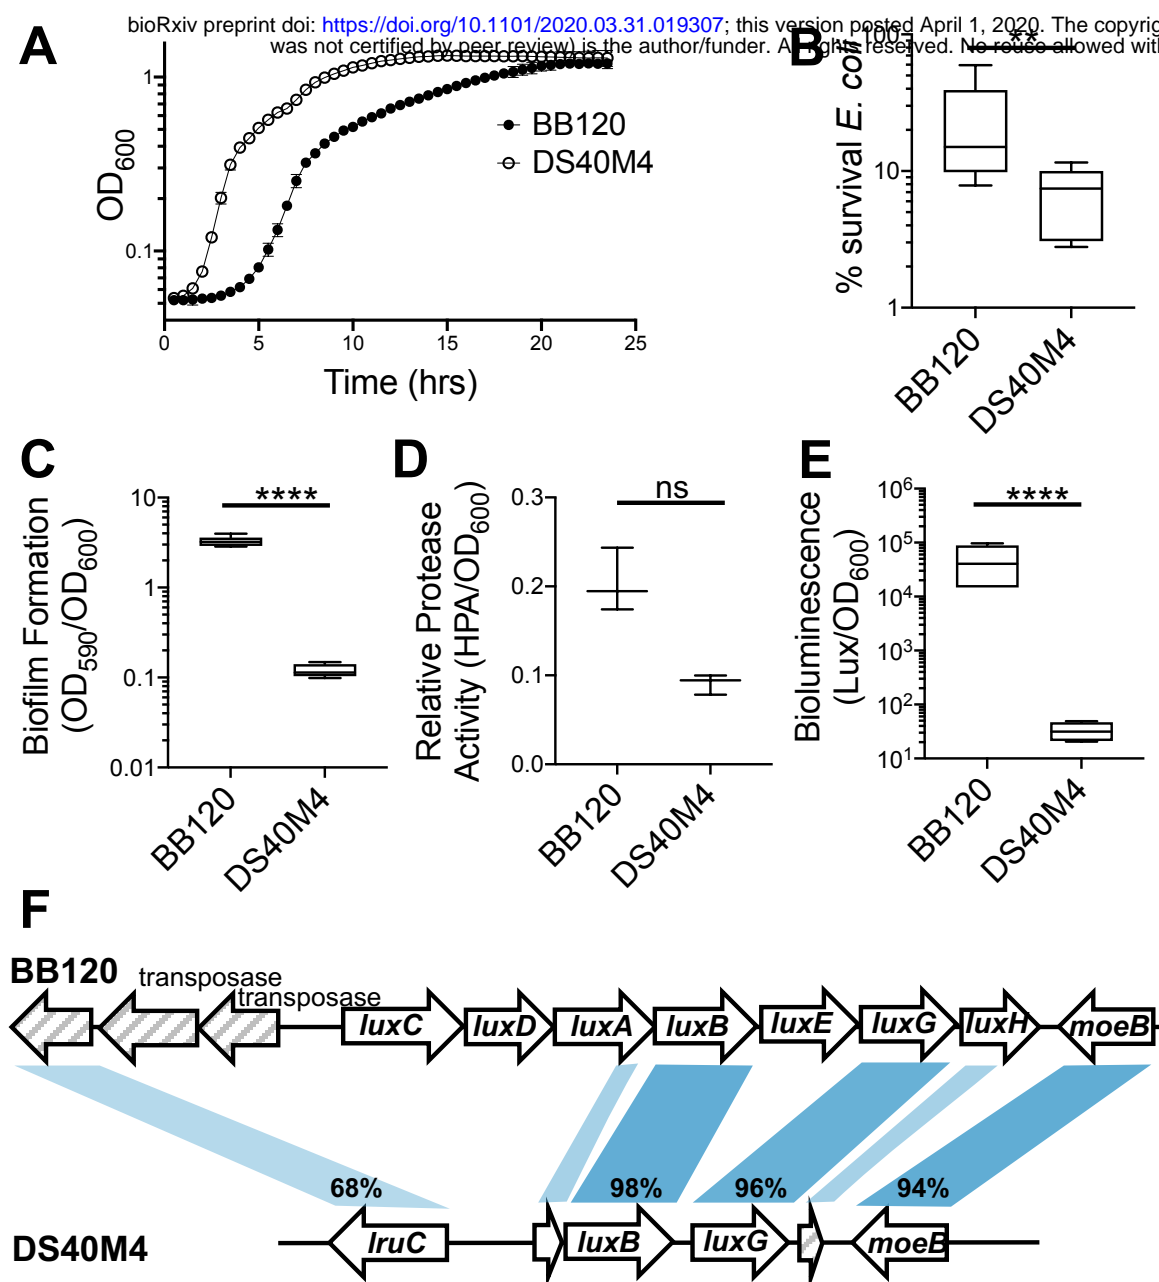 bioRxiv preprint doi: https://doi.org/10.1101/2020.03.31.019307; this version posted April 1, 2020. The copyrig
was not certified by peer review) is the author/funder. All rights reserved. No reuse allowed wit
A
OD600
1
0.1
0 5 10 15 20 25
Time (hrs)
BB120
DS40M4
B
% survival E. coli
100
10
1
**
BB120 DS40M4
C
Biofilm Formation
(OD590/OD600)
10
1
0.1
0.01
****
BB120 DS40M4
D
Relative Protease
Activity (HPA/OD600)
0.3
0.2
0.1
0.0
ns
BB120 DS40M4
E
Bioluminescence
(Lux/OD600)
10^6
10^5
10^4
10^3
10^2
10^1
****
BB120 DS40M4
F
BB120
transposase
transposase
luxC luxD luxA luxB luxE luxG luxH moeB
68% 98% 96% 94%
DS40M4
lruC luxB luxG moeB